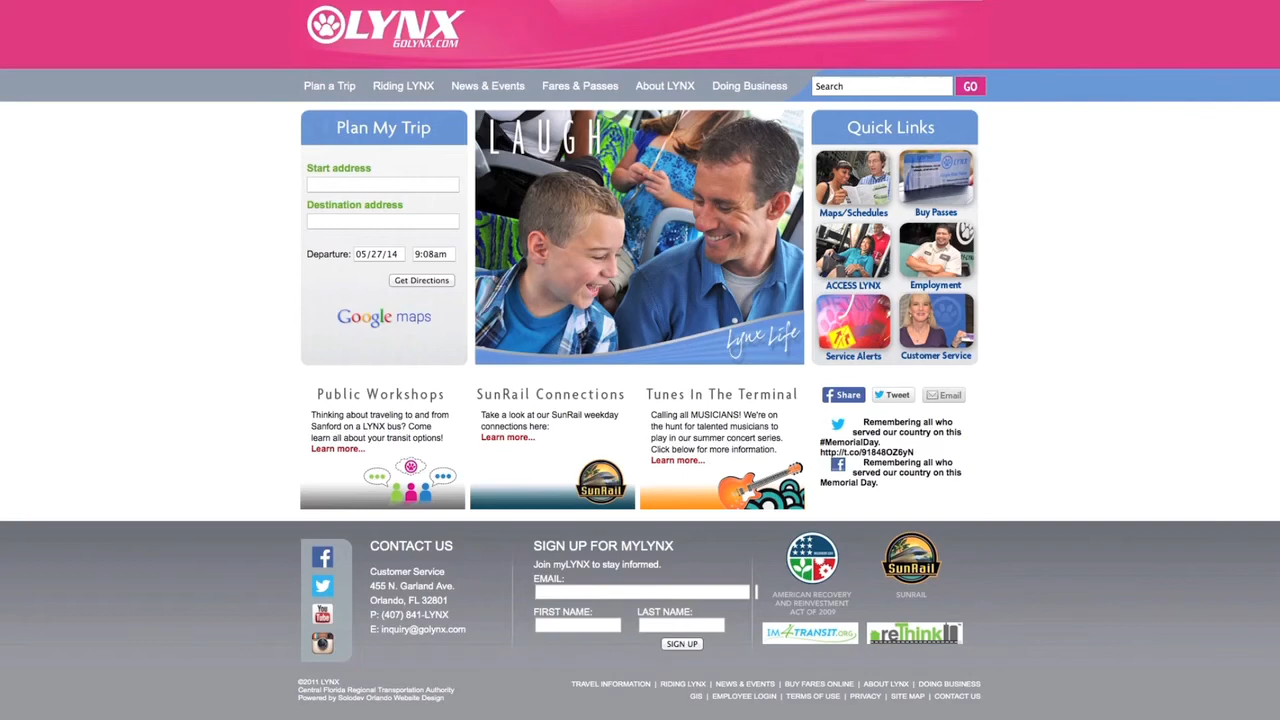 LYNX
GOLYNX.COM
Plan a Trip
Riding LYNX
News & Events
Fares & Passes
About LYNX
Doing Business
Search
GO
Plan My Trip
Start address
Destination address
Departure: 05/27/14 9:08am
Get Directions
Google maps
LAUGH
Lynx Life
Quick Links
Maps/Schedules
Buy Passes
ACCESS LYNX
Employment
Service Alerts
Customer Service
Public Workshops
Thinking about traveling to and from
Sanford on a LYNX bus? Come
learn all about your transit options!
Learn more...
SunRail Connections
Take a look at our SunRail weekday
connections here:
Learn more...
SunRail
Tunes In The Terminal
Calling all MUSICIANS! We're on
the hunt for talented musicians to
play in our summer concert series.
Click below for more information.
Learn more...
Share
Tweet
Email
Remembering all who
served our country on this
#MemorialDay.
http://t.co/91848OZ6yN
Remembering all who
served our country on this
Memorial Day.
You
Tube
CONTACT US
Customer Service
455 N. Garland Ave.
Orlando, FL 32801
P: (407) 841-LYNX
E: inquiry@golynx.com
SIGN UP FOR MYLYNX
Join myLYNX to stay informed.
EMAIL:
FIRST NAME:
LAST NAME:
SIGN UP
AMERICAN RECOVERY
AND REINVESTMENT
ACT OF 2009
SunRail
SUNRAIL
IM4TRANSIT.ORG
reThink
©2011 LYNX
Central Florida Regional Transportation Authority
Powered by Solodev Orlando Website Design
TRAVEL INFORMATION | RIDING LYNX | NEWS & EVENTS | BUY FARES ONLINE | ABOUT LYNX | DOING BUSINESS
GIS | EMPLOYEE LOGIN | TERMS OF USE | PRIVACY | SITE MAP | CONTACT US